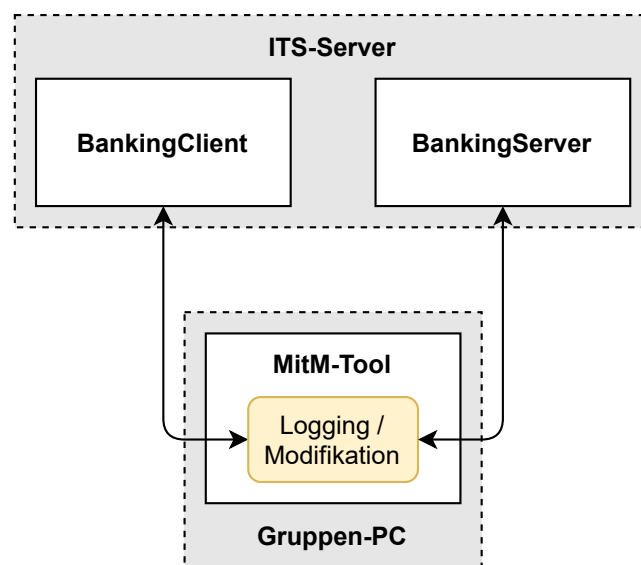 ITS-Server
BankingClient
BankingServer
MitM-Tool
Logging /
Modifikation
Gruppen-PC